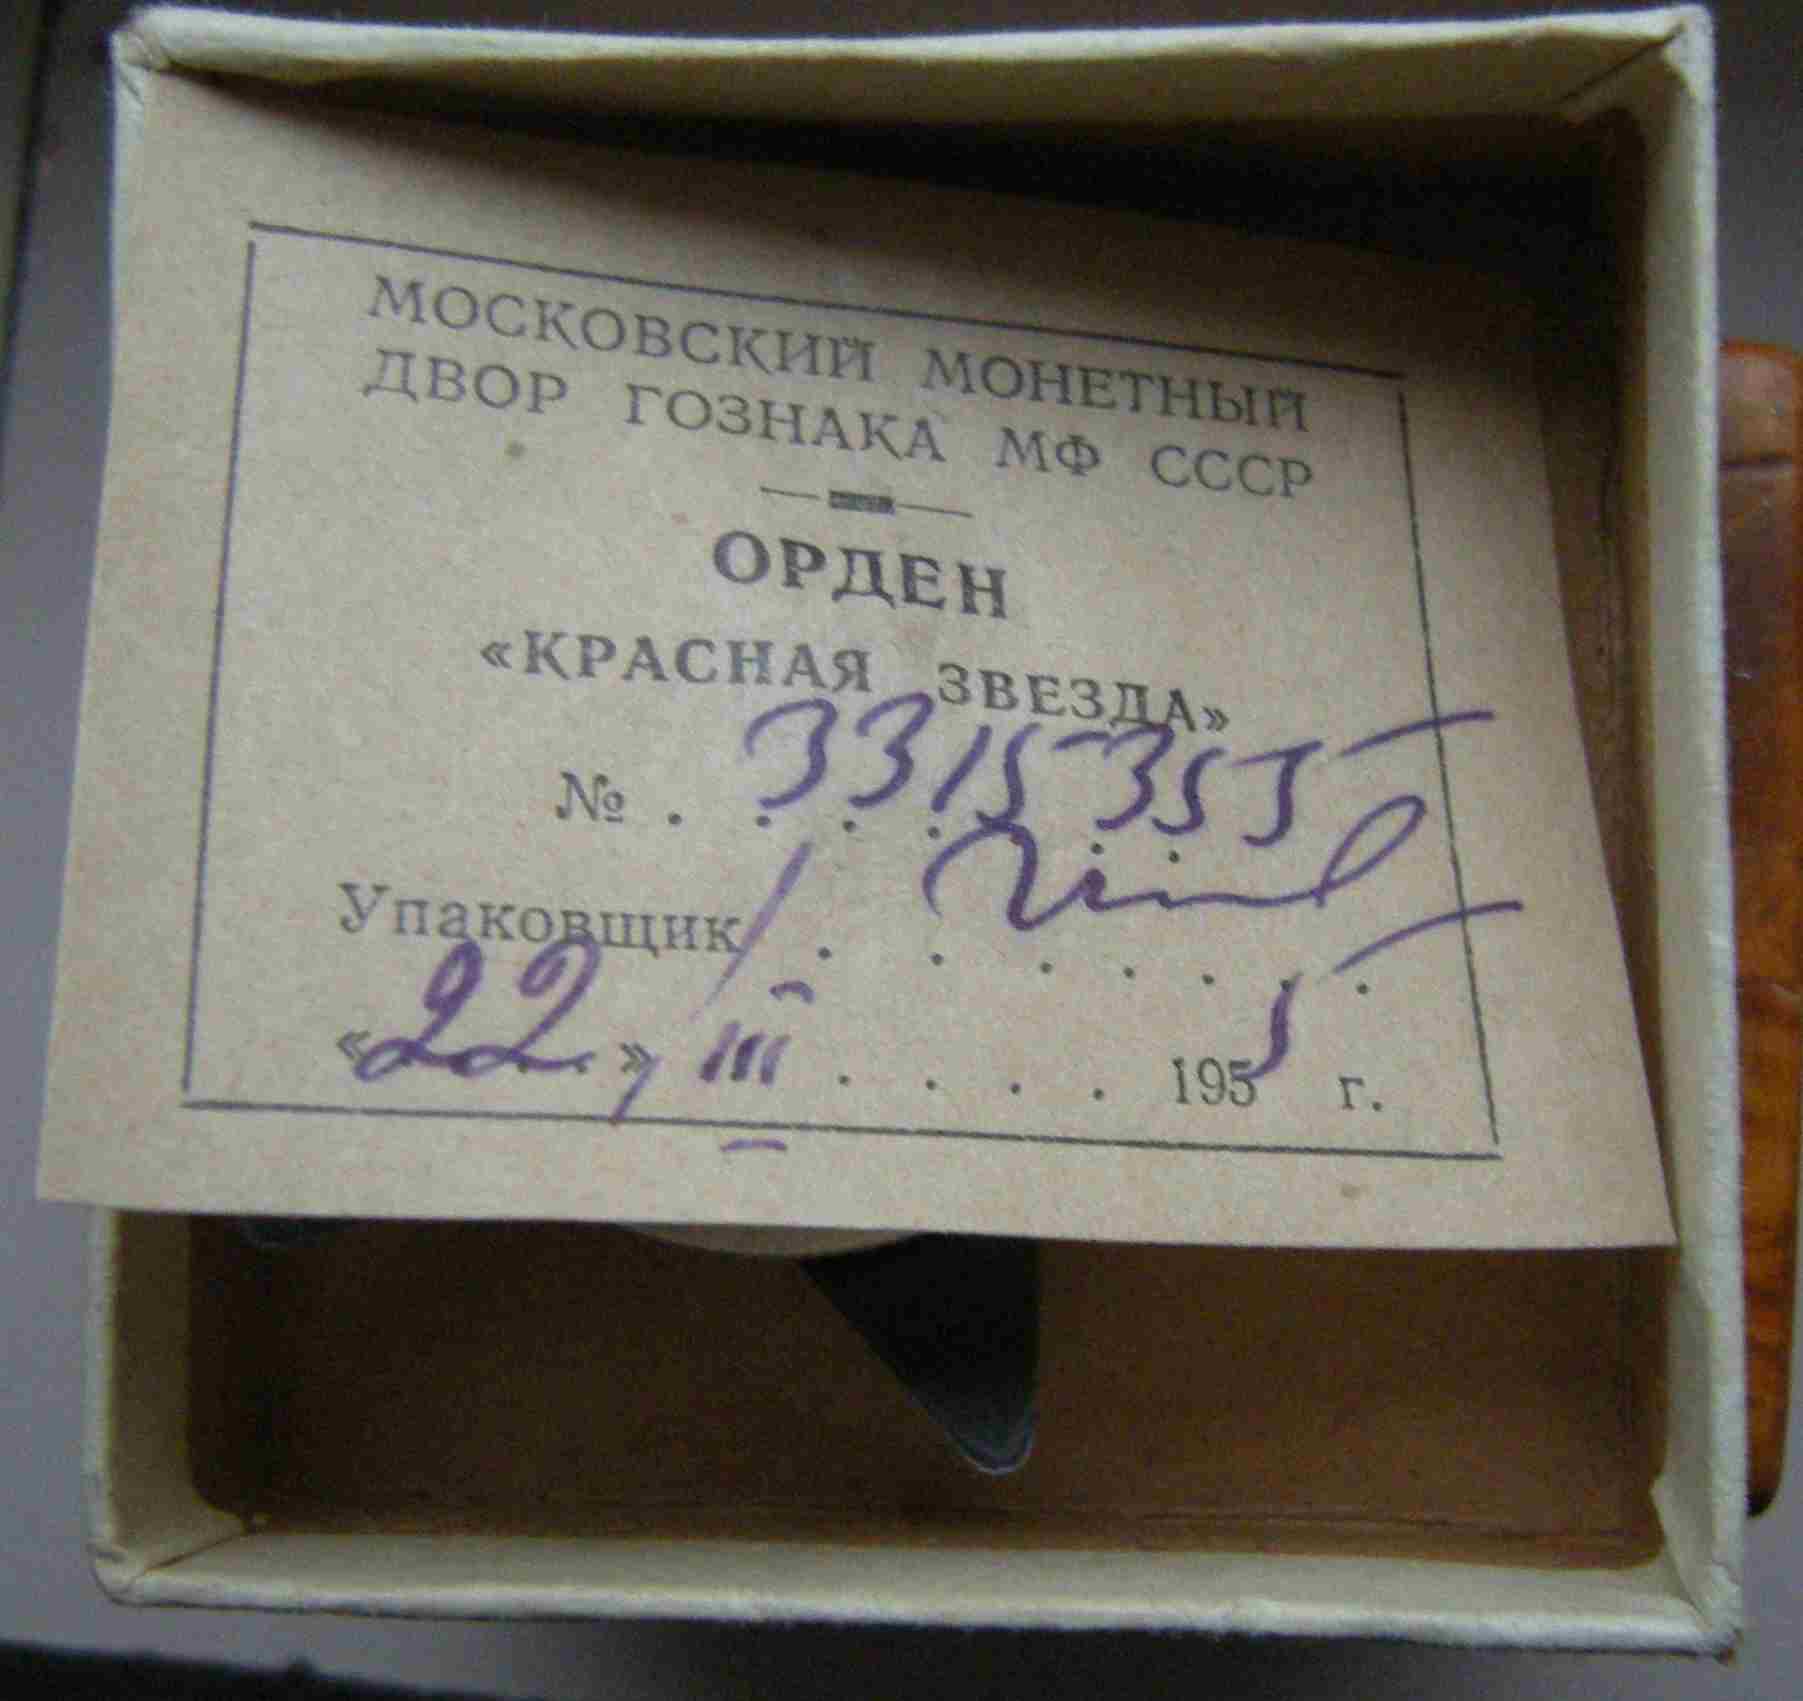 МОСКОВСКИЙ МОНЕТНЫЙ
ДВОР ГОЗНАКА МФ СССР
ОРДЕН
«КРАСНАЯ ЗВЕЗДА»
№ 3315355
Упаковщик
«22» III 1955 г.